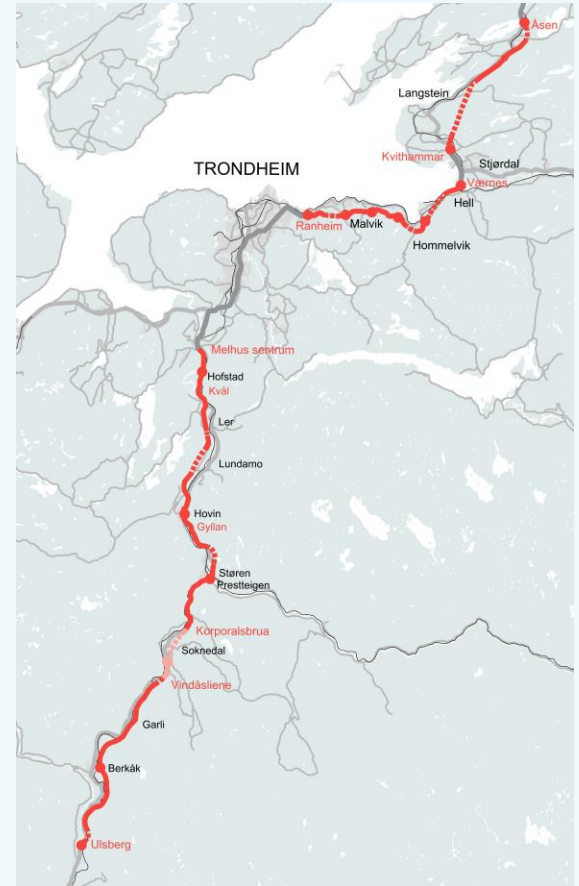 Åsen
Langstein
Kvithammar
Stjørdal
TRONDHEIM
Værnes
Hell
Ranheim
Malvik
Hommelvik
Melhus sentrum
Hofstad
Kvål
Ler
Lundamo
Hovin
Gyllan
Støren
Prestteigen
Korporalsbrua
Soknedal
Vindåsliene
Garli
Berkåk
Ulsberg